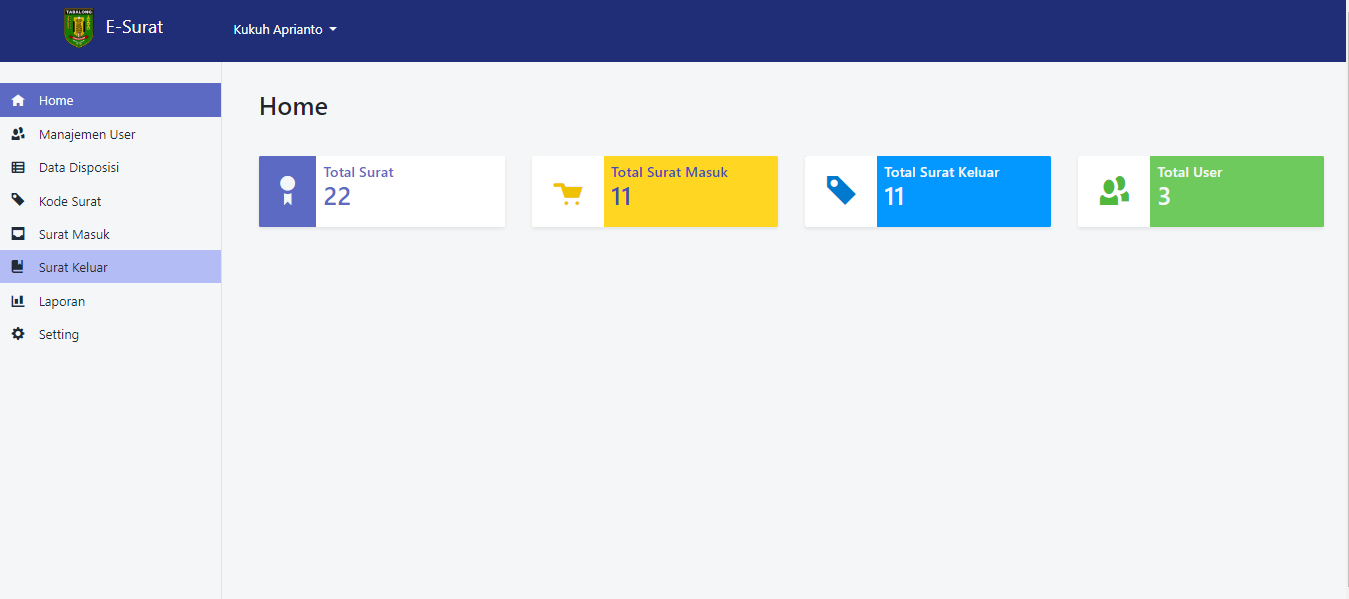 TABALONG
E-Surat
Kukuh Aprianto
Home
Manajemen User
Data Disposisi
Kode Surat
Surat Masuk
Surat Keluar
Laporan
Setting
Home
Total Surat
22
Total Surat Masuk
11
Total Surat Keluar
11
Total User
3